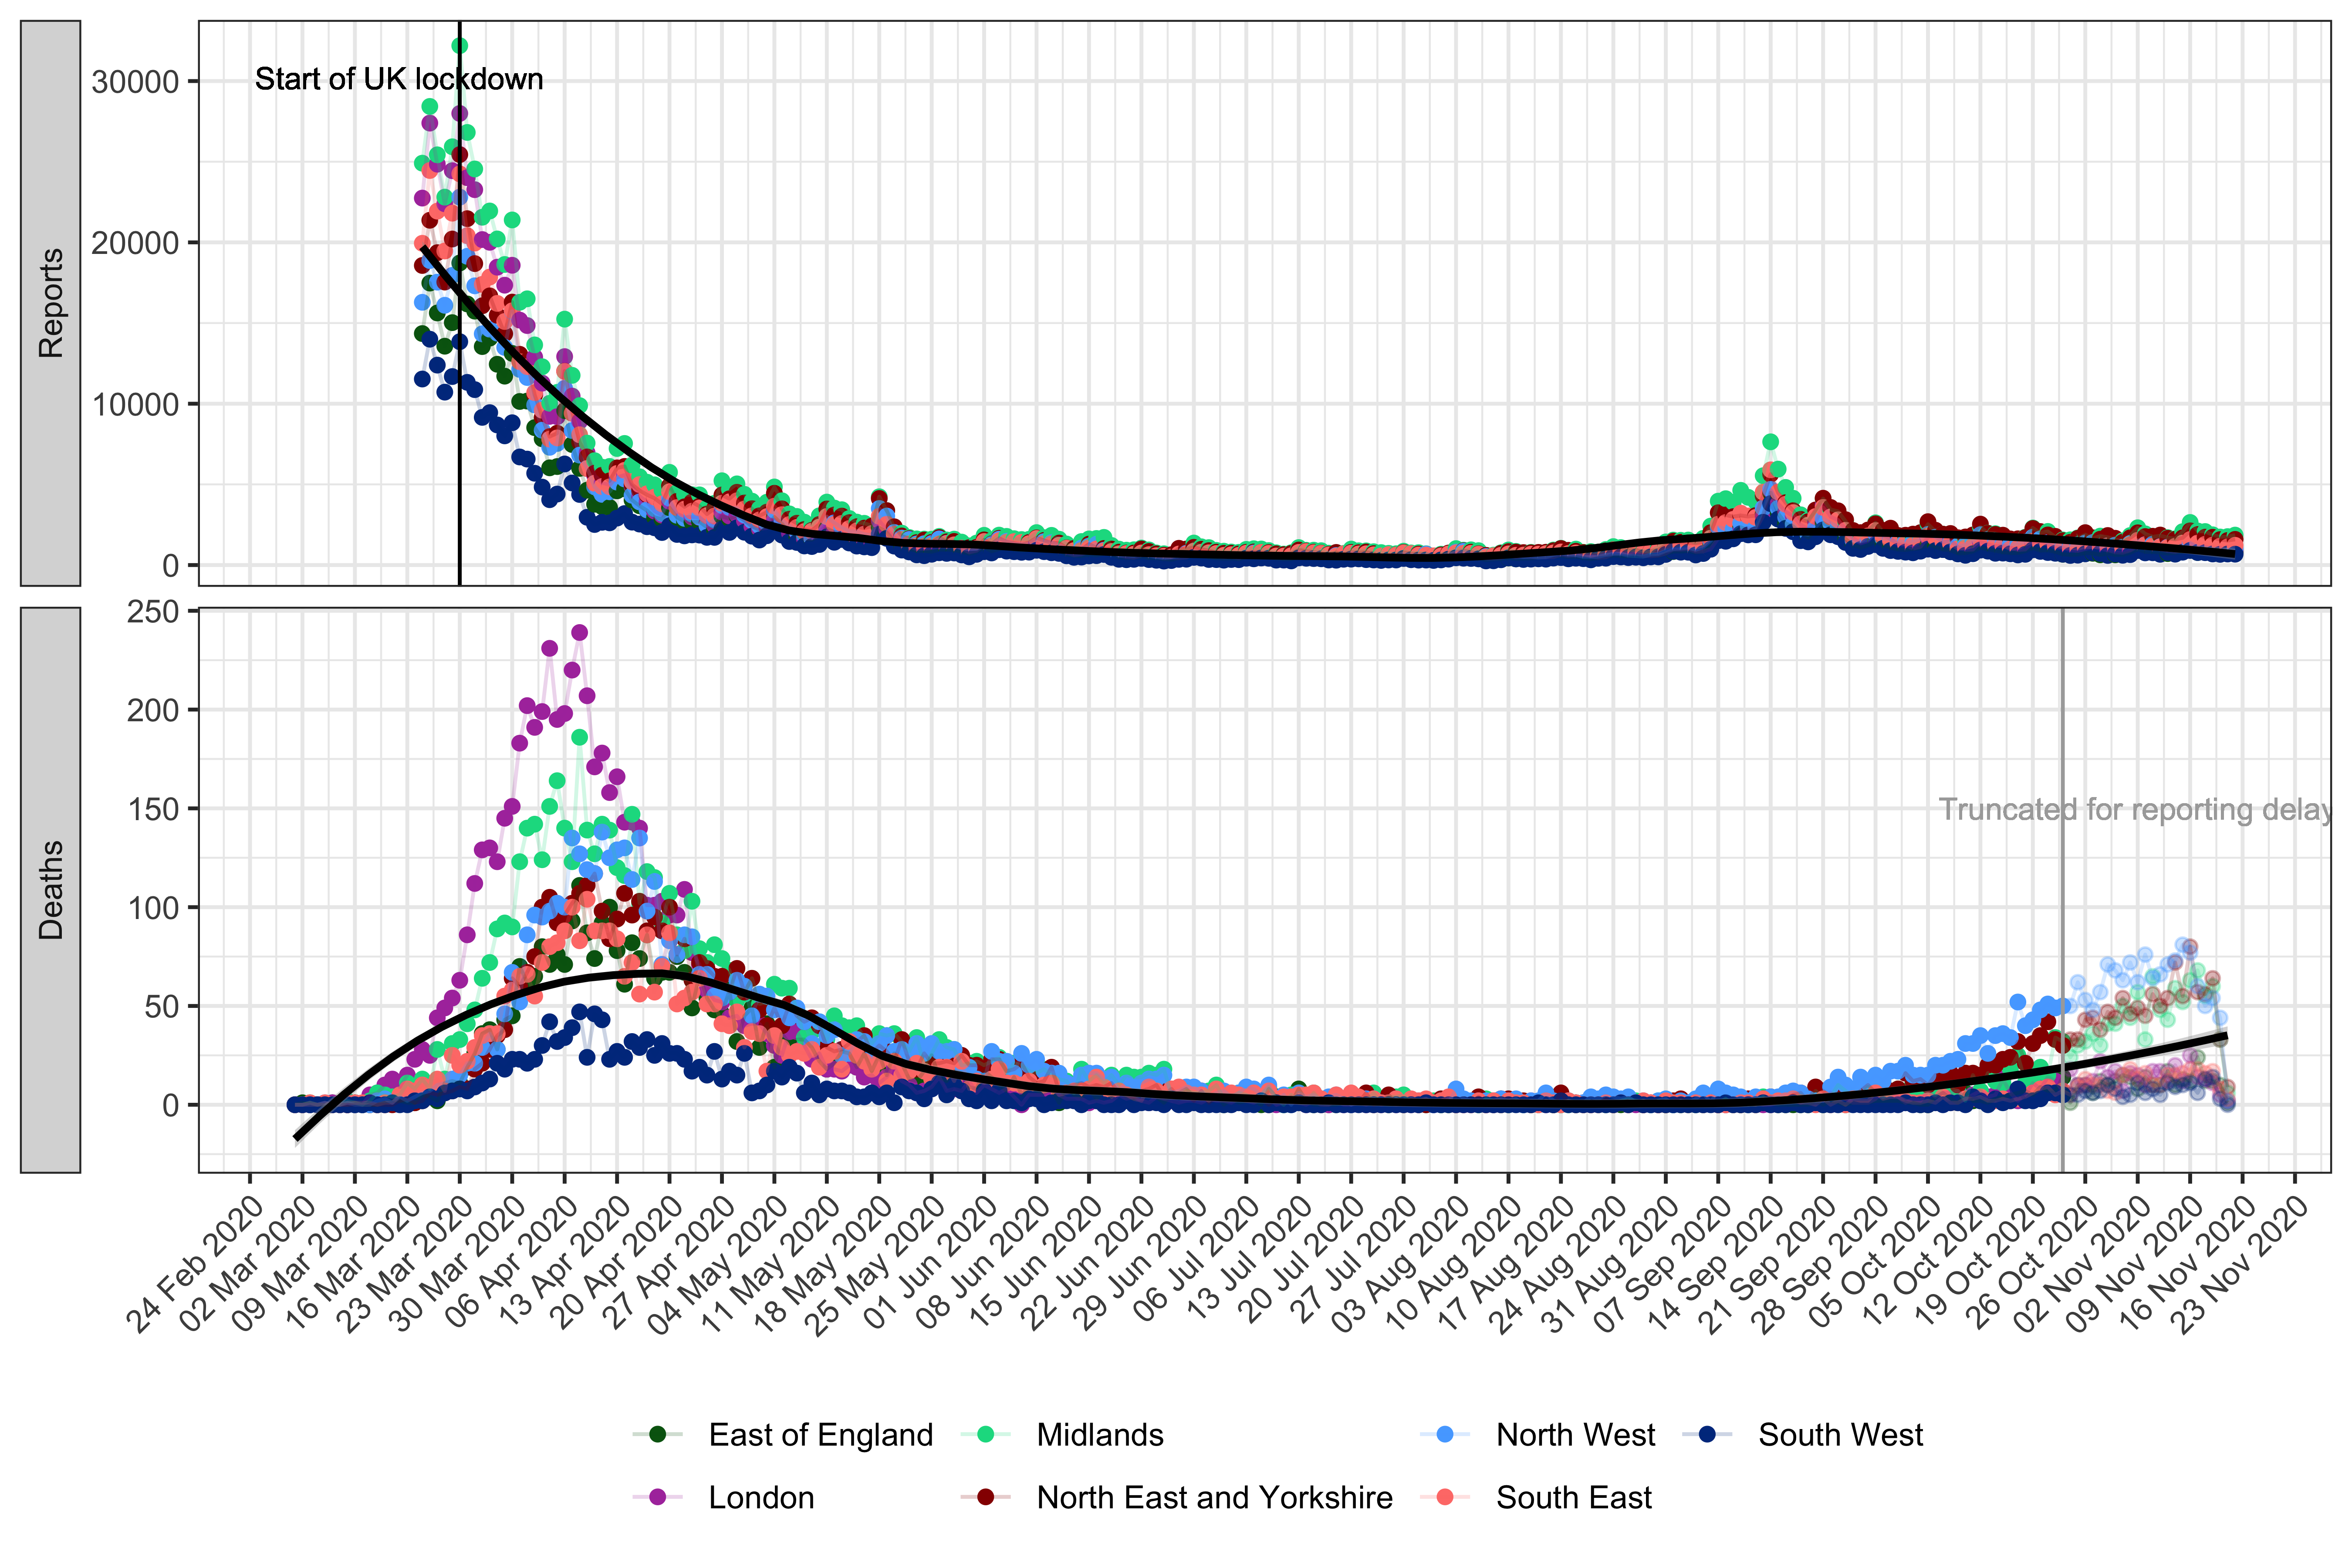 Reports
30000
20000
10000
0
Start of UK lockdown
Deaths
250
200
150
100
50
0
Truncated for reporting delay
24 Feb 2020
02 Mar 2020
09 Mar 2020
16 Mar 2020
23 Mar 2020
30 Mar 2020
06 Apr 2020
13 Apr 2020
20 Apr 2020
27 Apr 2020
04 May 2020
11 May 2020
18 May 2020
25 May 2020
01 Jun 2020
08 Jun 2020
15 Jun 2020
22 Jun 2020
29 Jun 2020
06 Jul 2020
13 Jul 2020
20 Jul 2020
27 Jul 2020
03 Aug 2020
10 Aug 2020
17 Aug 2020
24 Aug 2020
31 Aug 2020
07 Sep 2020
14 Sep 2020
21 Sep 2020
28 Sep 2020
05 Oct 2020
12 Oct 2020
19 Oct 2020
26 Oct 2020
02 Nov 2020
09 Nov 2020
16 Nov 2020
23 Nov 2020
East of England
Midlands
North West
South West
London
North East and Yorkshire
South East